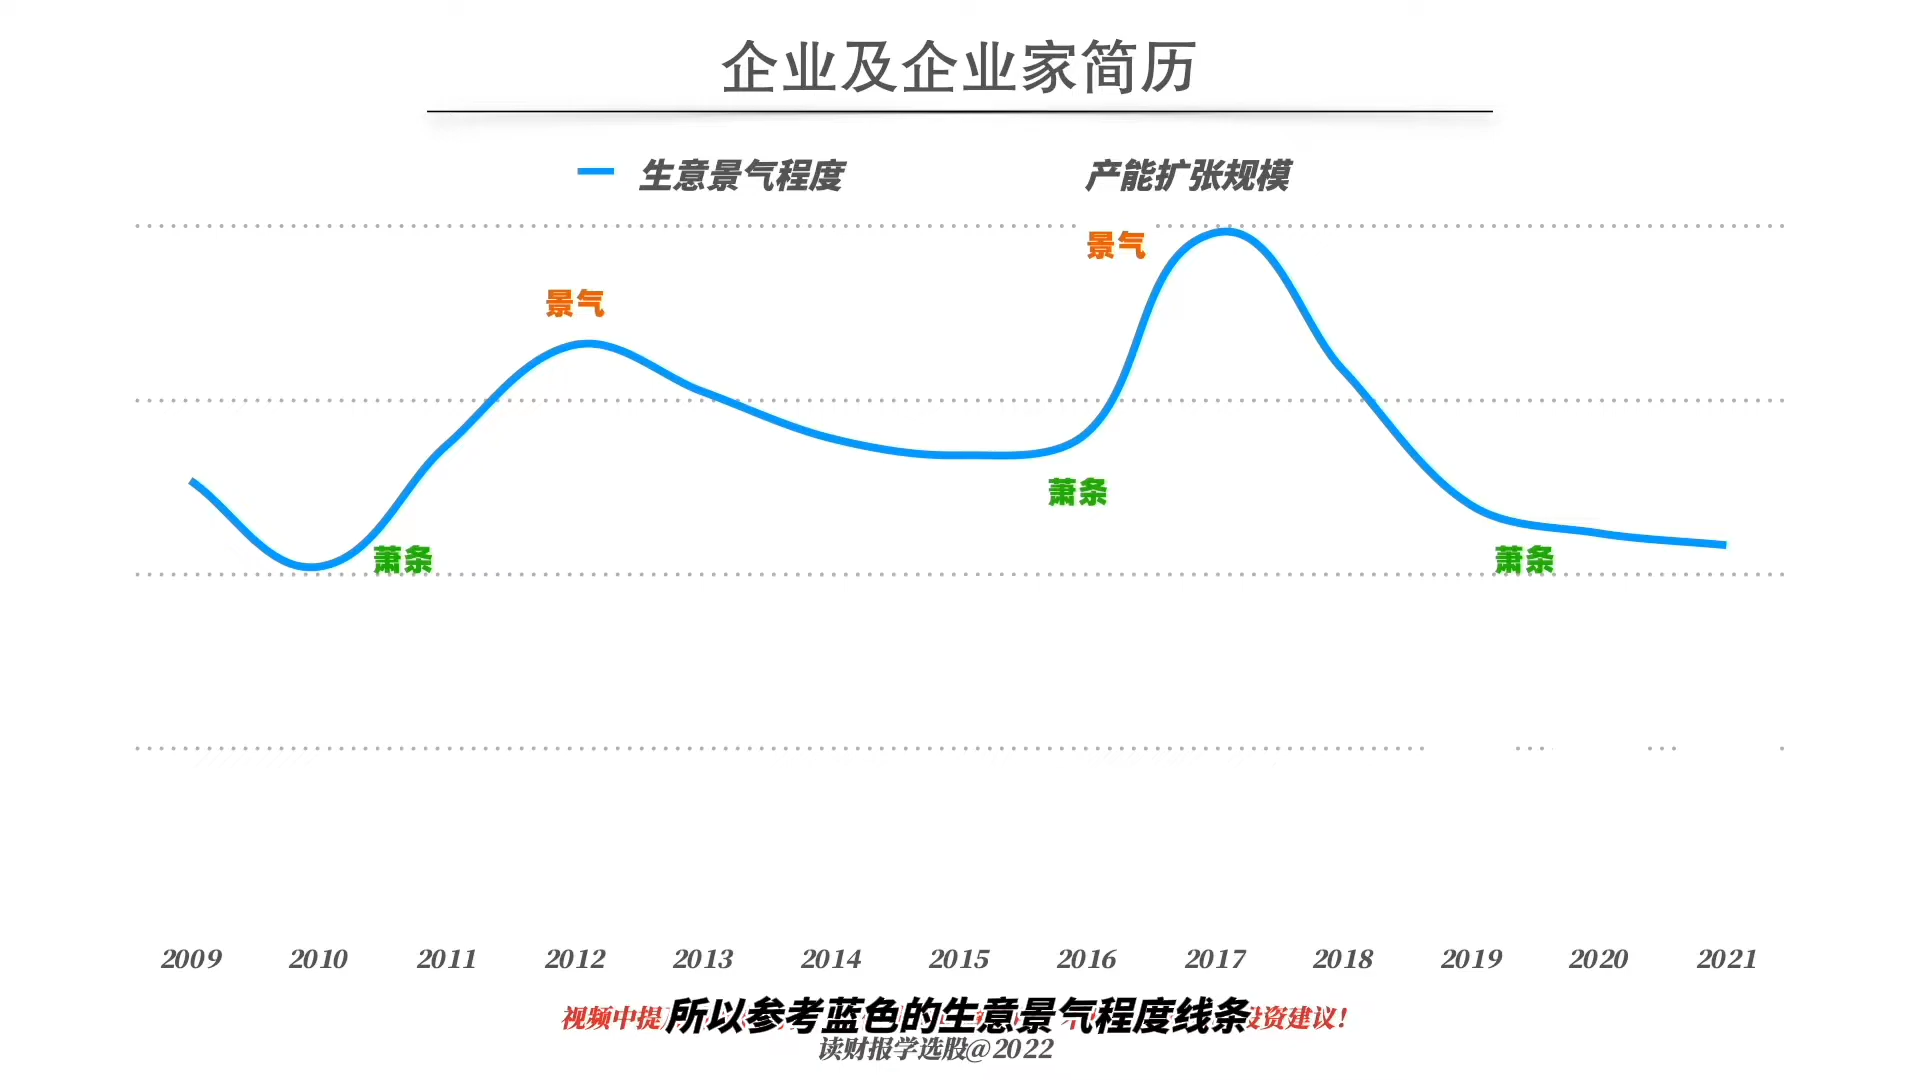 企业及企业家简历
生意景气程度 产能扩张规模
景气
景气
萧条
萧条
萧条
2009 2010 2011 2012 2013 2014 2015 2016 2017 2018 2019 2020 2021
视频中提 投资建议!
所以参考蓝色的生意景气程度线条
读财报学选股@2022